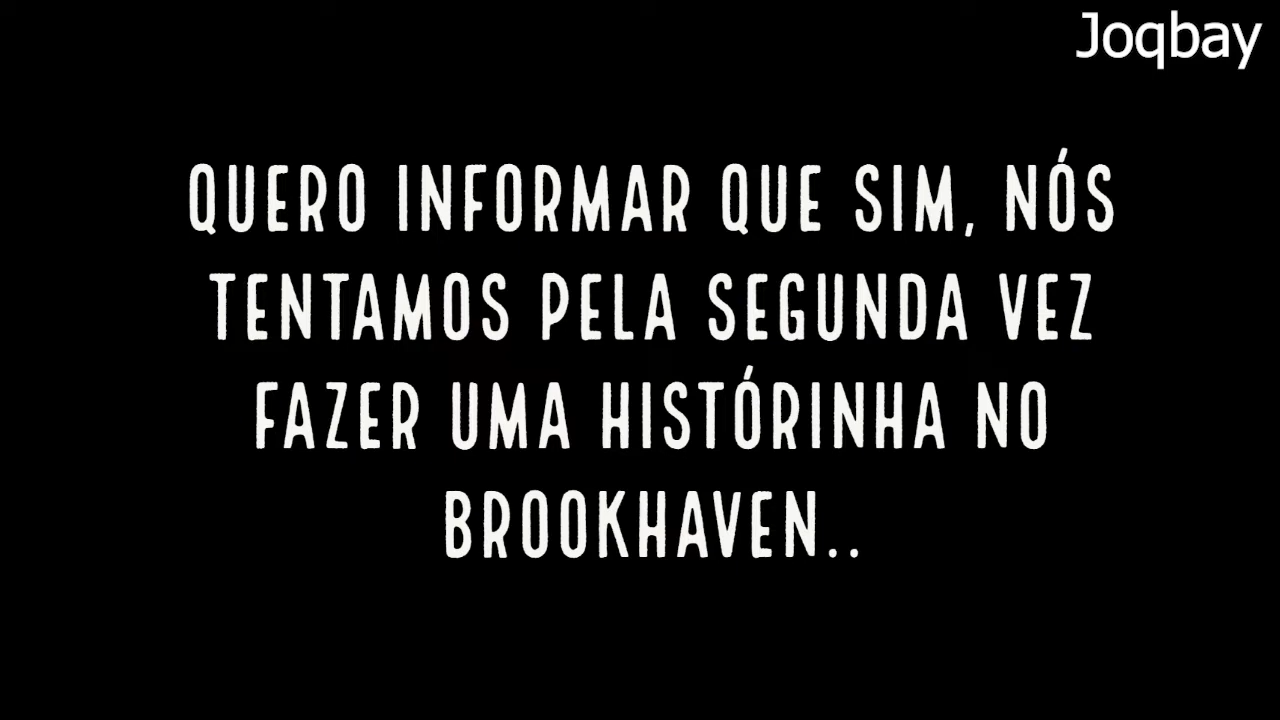 Joqbay
QUERO INFORMAR QUE SIM, NÓS
TENTAMOS PELA SEGUNDA VEZ
FAZER UMA HISTÓRINHA NO
BROOKHAVEN..